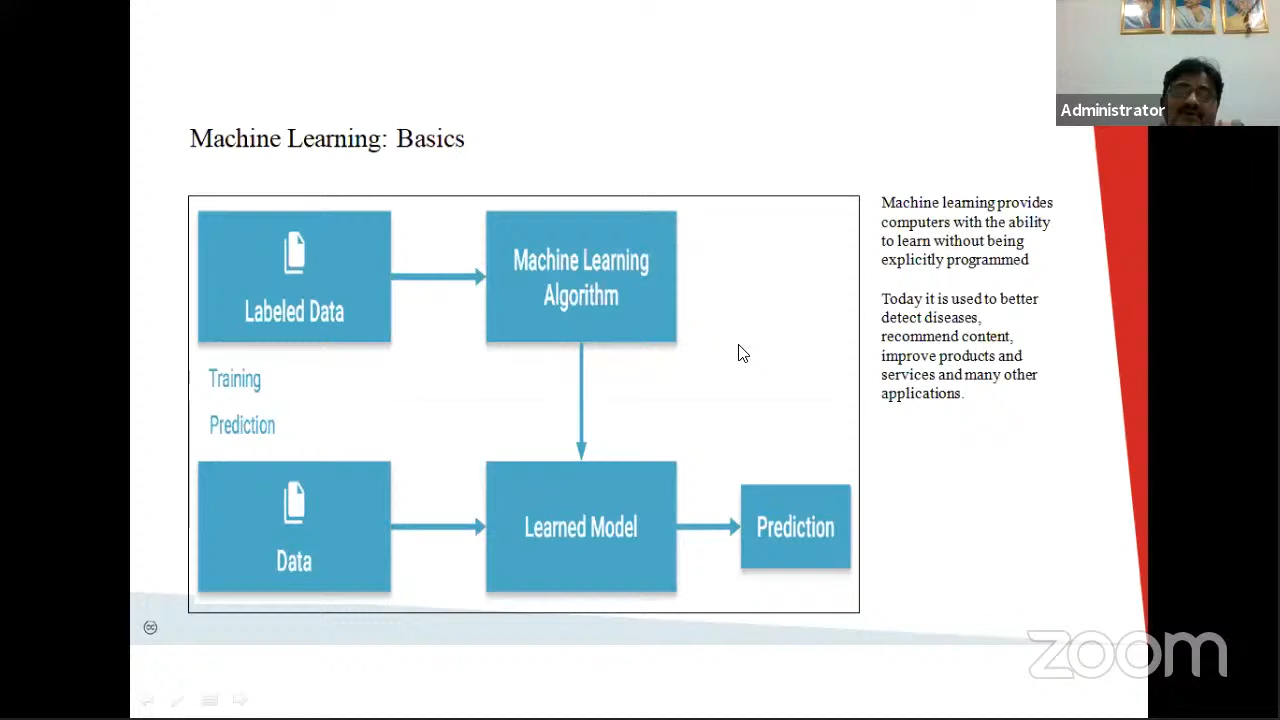 Administrator
Machine Learning: Basics
Labeled Data
Machine Learning
Algorithm
Training
Prediction
Data
Learned Model
Prediction
Machine learning provides
computers with the ability
to learn without being
explicitly programmed
Today it is used to better
detect diseases,
recommend content,
improve products and
services and many other
applications.
cc
zoom